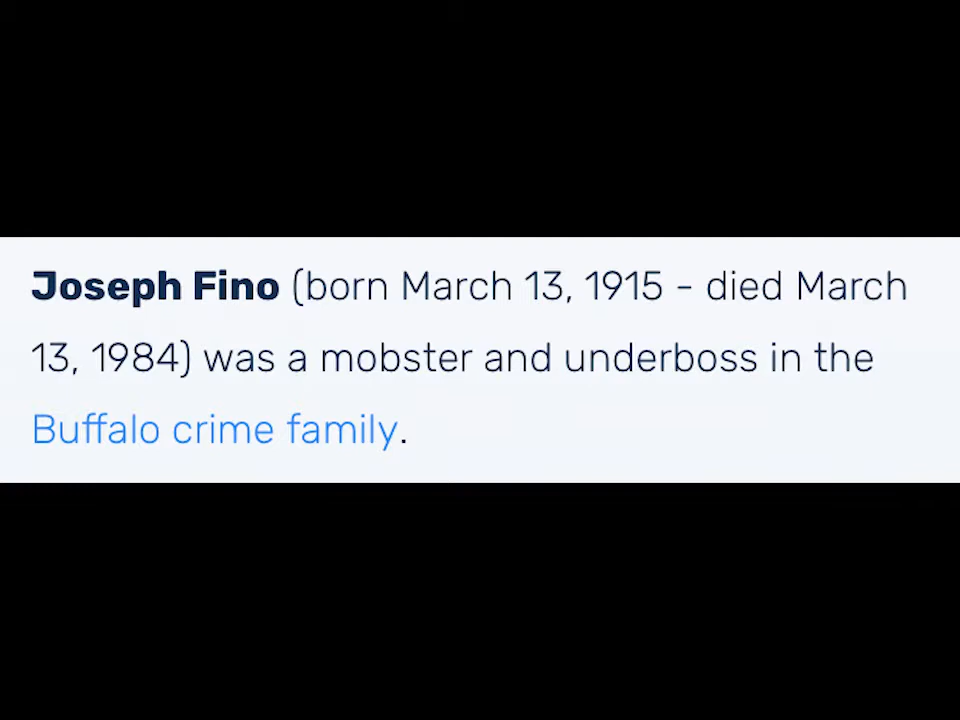 Joseph Fino (born March 13, 1915 - died March
13, 1984) was a mobster and underboss in the
Buffalo crime family.